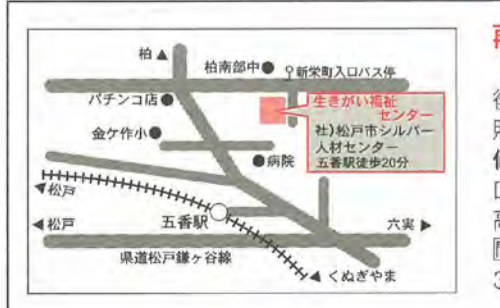 柏▲
柏南部中●
新栄町入口バス停
パチンコ店●
生きがい福祉
センター
社)松戸市シルバー
人材センター
五香駅徒歩20分
金ケ作小●
●病院
◀松戸
五香駅
◀松戸
六実▶
県道松戸鎌ヶ谷線
◀くぬぎやま